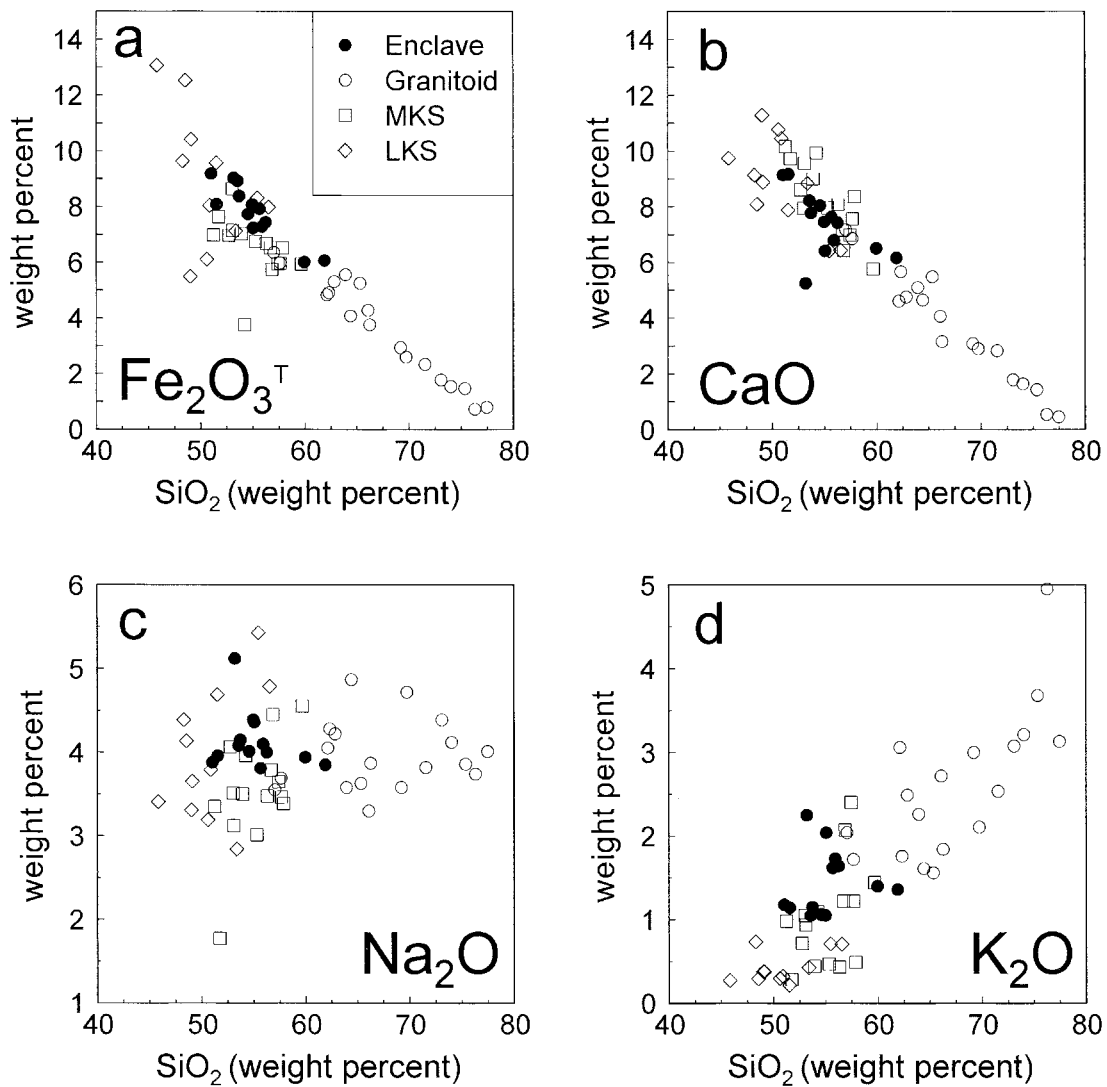 a
Enclave
Granitoid
MKS
LKS
14
12
10
8
6
4
2
0
weight percent
Fe₂O₃ᵀ
40 50 60 70 80
SiO₂ (weight percent)
b
14
12
10
8
6
4
2
0
weight percent
CaO
40 50 60 70 80
SiO₂ (weight percent)
c
6
5
4
3
2
1
weight percent
Na₂O
40 50 60 70 80
SiO₂ (weight percent)
d
5
4
3
2
1
0
weight percent
K₂O
40 50 60 70 80
SiO₂ (weight percent)